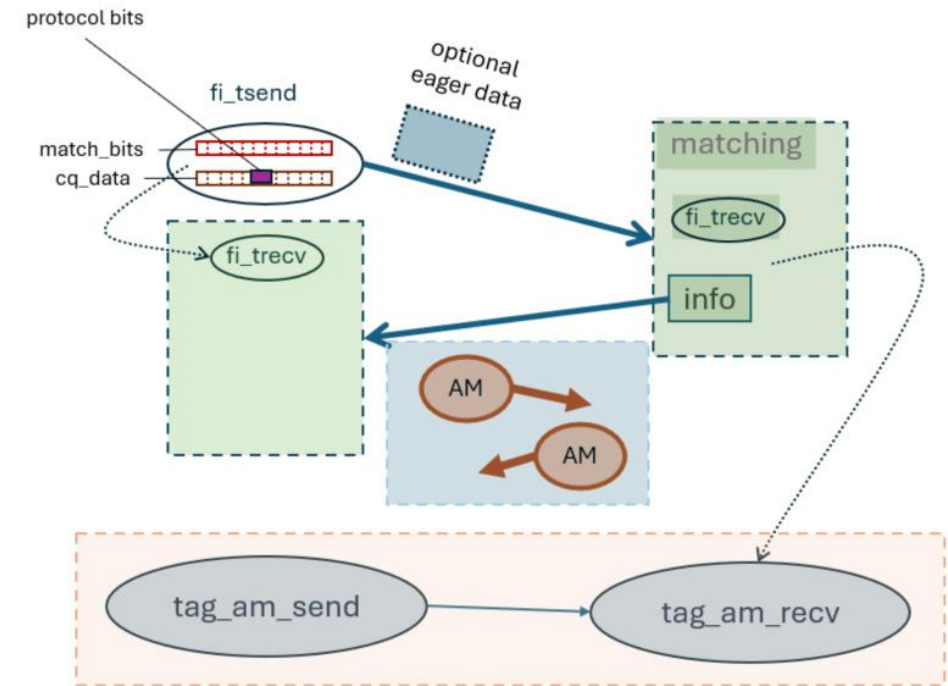 protocol bits
optional
eager data
fi_tsend
match_bits
cq_data
matching
fi_trecv
fi_trecv
info
AM
AM
tag_am_send
tag_am_recv